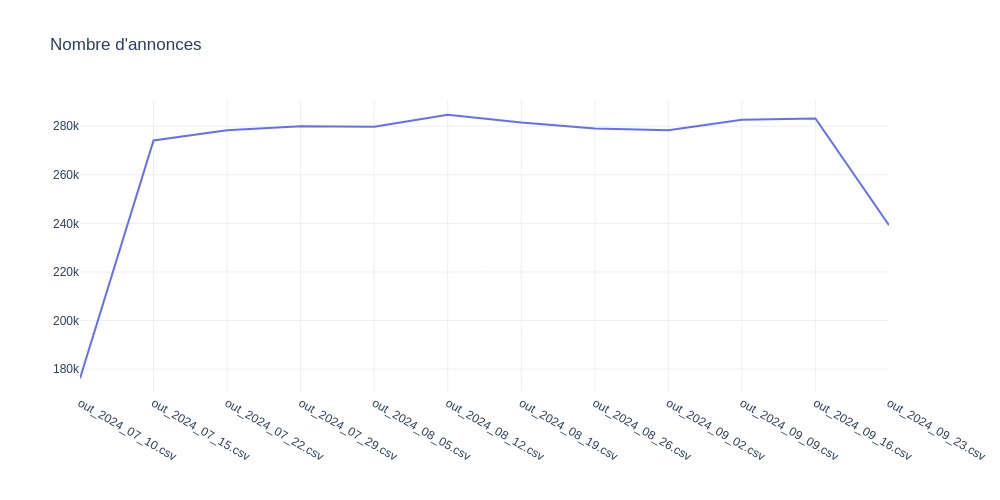 Nombre d'annonces
280k
260k
240k
220k
200k
180k
out_2024_07_10.csv
out_2024_07_15.csv
out_2024_07_22.csv
out_2024_07_29.csv
out_2024_08_05.csv
out_2024_08_12.csv
out_2024_08_19.csv
out_2024_08_26.csv
out_2024_09_02.csv
out_2024_09_09.csv
out_2024_09_16.csv
out_2024_09_23.csv